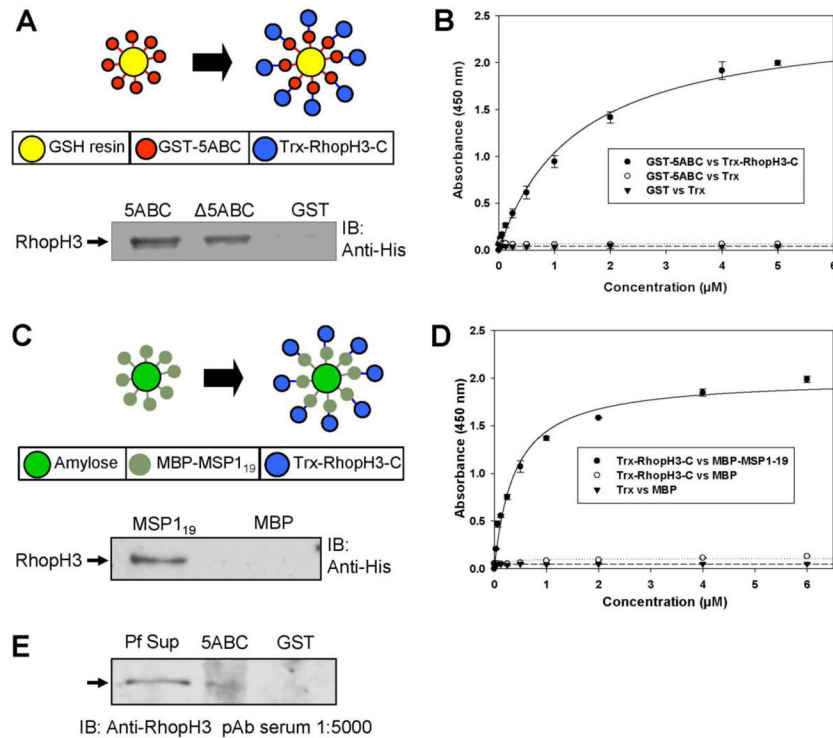 A
GSH resin GST-5ABC Trx-RhopH3-C
5ABC Δ5ABC GST
RhopH3
IB:
Anti-His
B
Absorbance (450 nm)
2.5
2.0
1.5
1.0
0.5
0.0
GST-5ABC vs Trx-RhopH3-C
GST-5ABC vs Trx
GST vs Trx
0 1 2 3 4 5 6
Concentration (µM)
C
Amylose MBP-MSP1₁₉ Trx-RhopH3-C
MSP1₁₉ MBP
RhopH3
IB:
Anti-His
D
Absorbance (450 nm)
2.5
2.0
1.5
1.0
0.5
0.0
Trx-RhopH3-C vs MBP-MSP1-19
Trx-RhopH3-C vs MBP
Trx vs MBP
0 1 2 3 4 5 6
Concentration (µM)
E
Pf Sup 5ABC GST
IB: Anti-RhopH3 pAb serum 1:5000